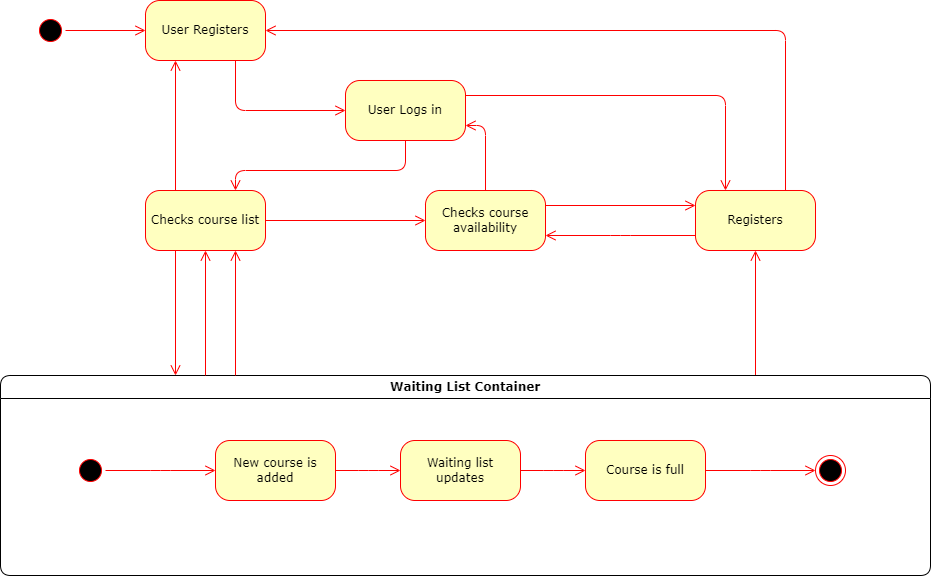 User Registers
User Logs in
Checks course list
Checks course
availability
Registers
Waiting List Container
New course is
added
Waiting list
updates
Course is full